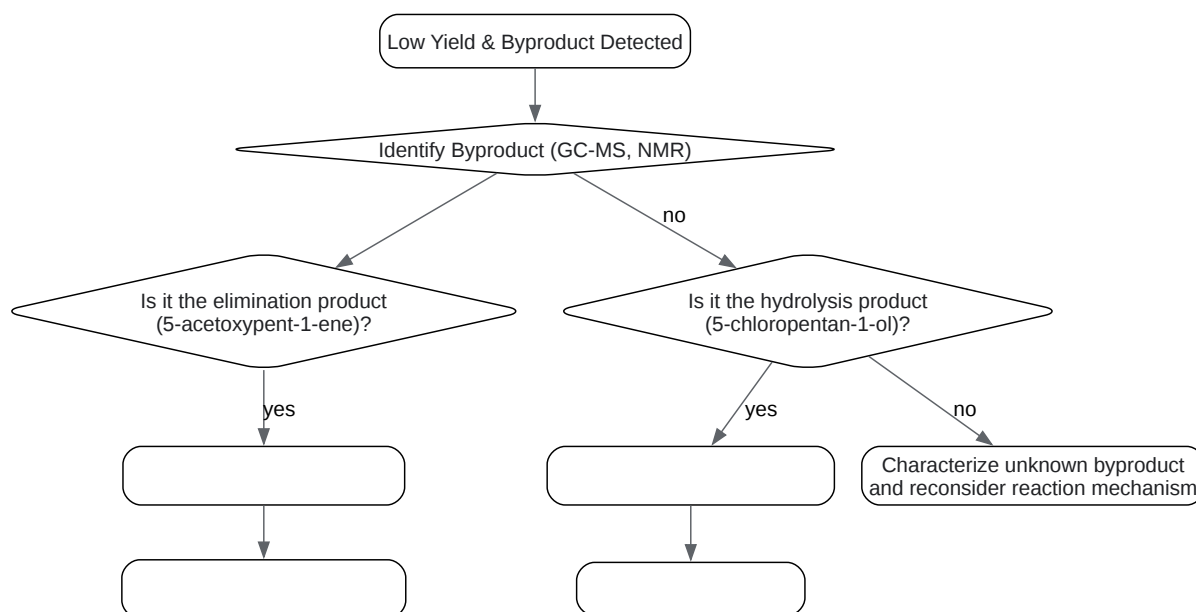 Low Yield & Byproduct Detected
Identify Byproduct (GC-MS, NMR)
no
Is it the elimination product
(5-acetoxypent-1-ene)?
Is it the hydrolysis product
(5-chloropentan-1-ol)?
yes
yes
no
Characterize unknown byproduct
and reconsider reaction mechanism